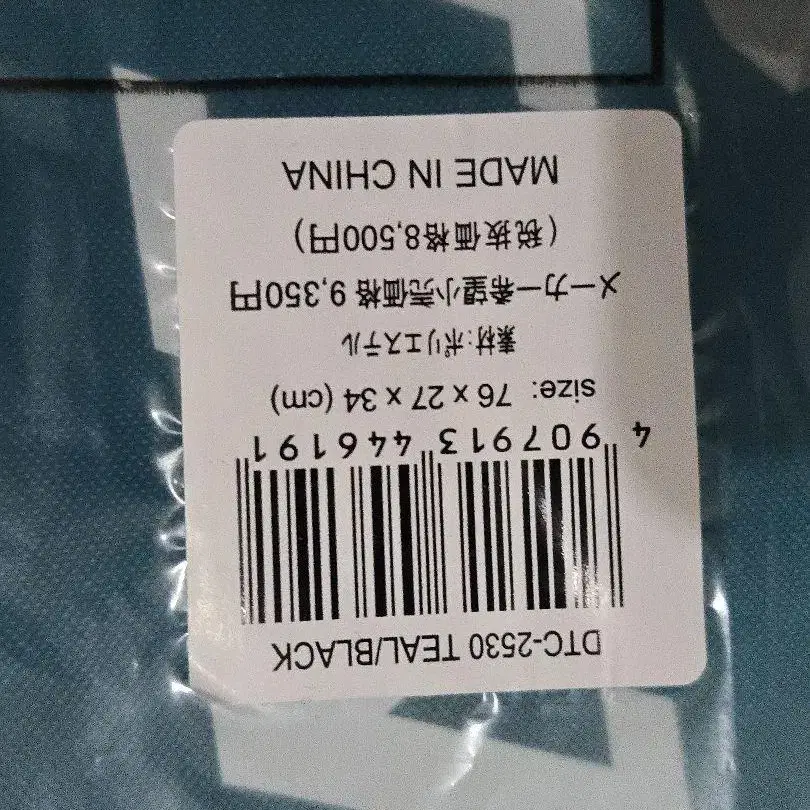 DTC-2530 TEAL/BLACK
4 907913 446191
size: 76 x 27 x 34 (cm)
素材:ポリエステル
メーカー希望小売価格 9,350円
(税抜価格8,500円)
MADE IN CHINA